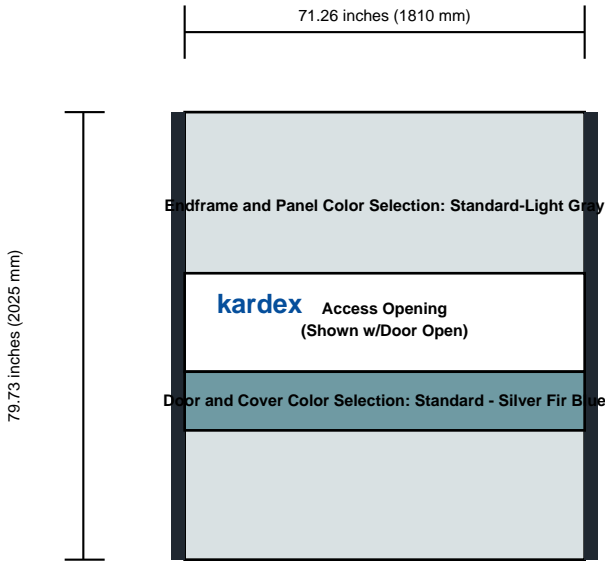 71.26 inches (1810 mm)
79.73 inches (2025 mm)
Endframe and Panel Color Selection: Standard-Light Gray
kardex
Access Opening
(Shown w/Door Open)
Door and Cover Color Selection: Standard - Silver Fir Blue